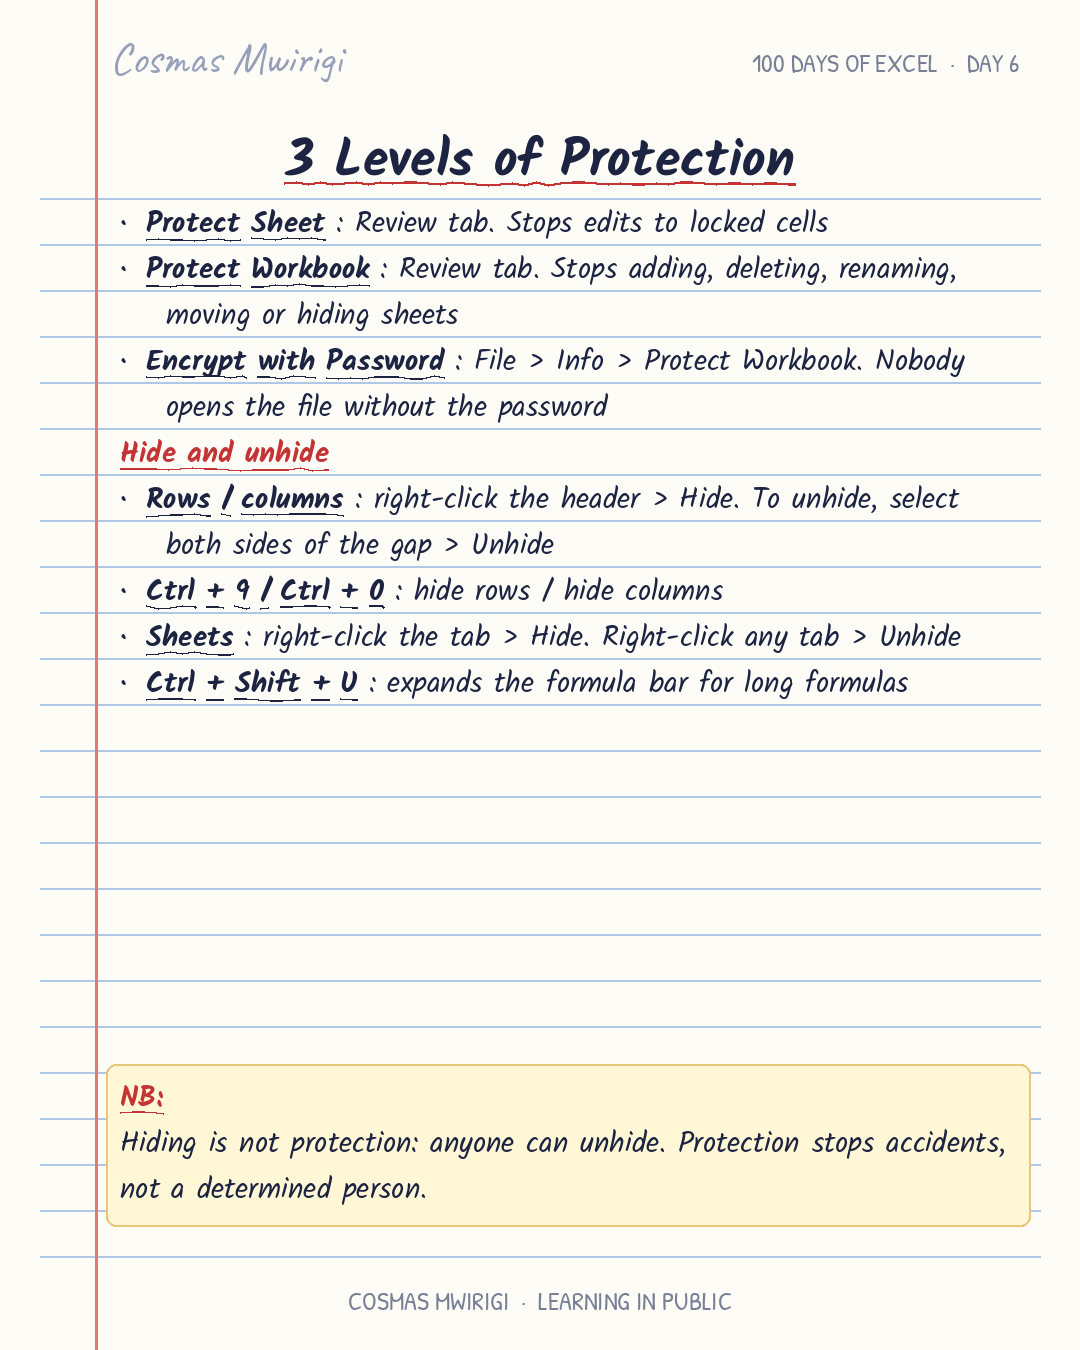 Cosmas Mwirigi
100 DAYS OF EXCEL · DAY 6
3 Levels of Protection
· Protect Sheet : Review tab. Stops edits to locked cells
· Protect Workbook : Review tab. Stops adding, deleting, renaming,
moving or hiding sheets
· Encrypt with Password : File > Info > Protect Workbook. Nobody
opens the file without the password
Hide and unhide
· Rows / columns : right-click the header > Hide. To unhide, select
both sides of the gap > Unhide
· Ctrl + 9 / Ctrl + 0 : hide rows / hide columns
· Sheets : right-click the tab > Hide. Right-click any tab > Unhide
· Ctrl + Shift + U : expands the formula bar for long formulas
NB:
Hiding is not protection: anyone can unhide. Protection stops accidents,
not a determined person.
COSMAS MWIRIGI · LEARNING IN PUBLIC